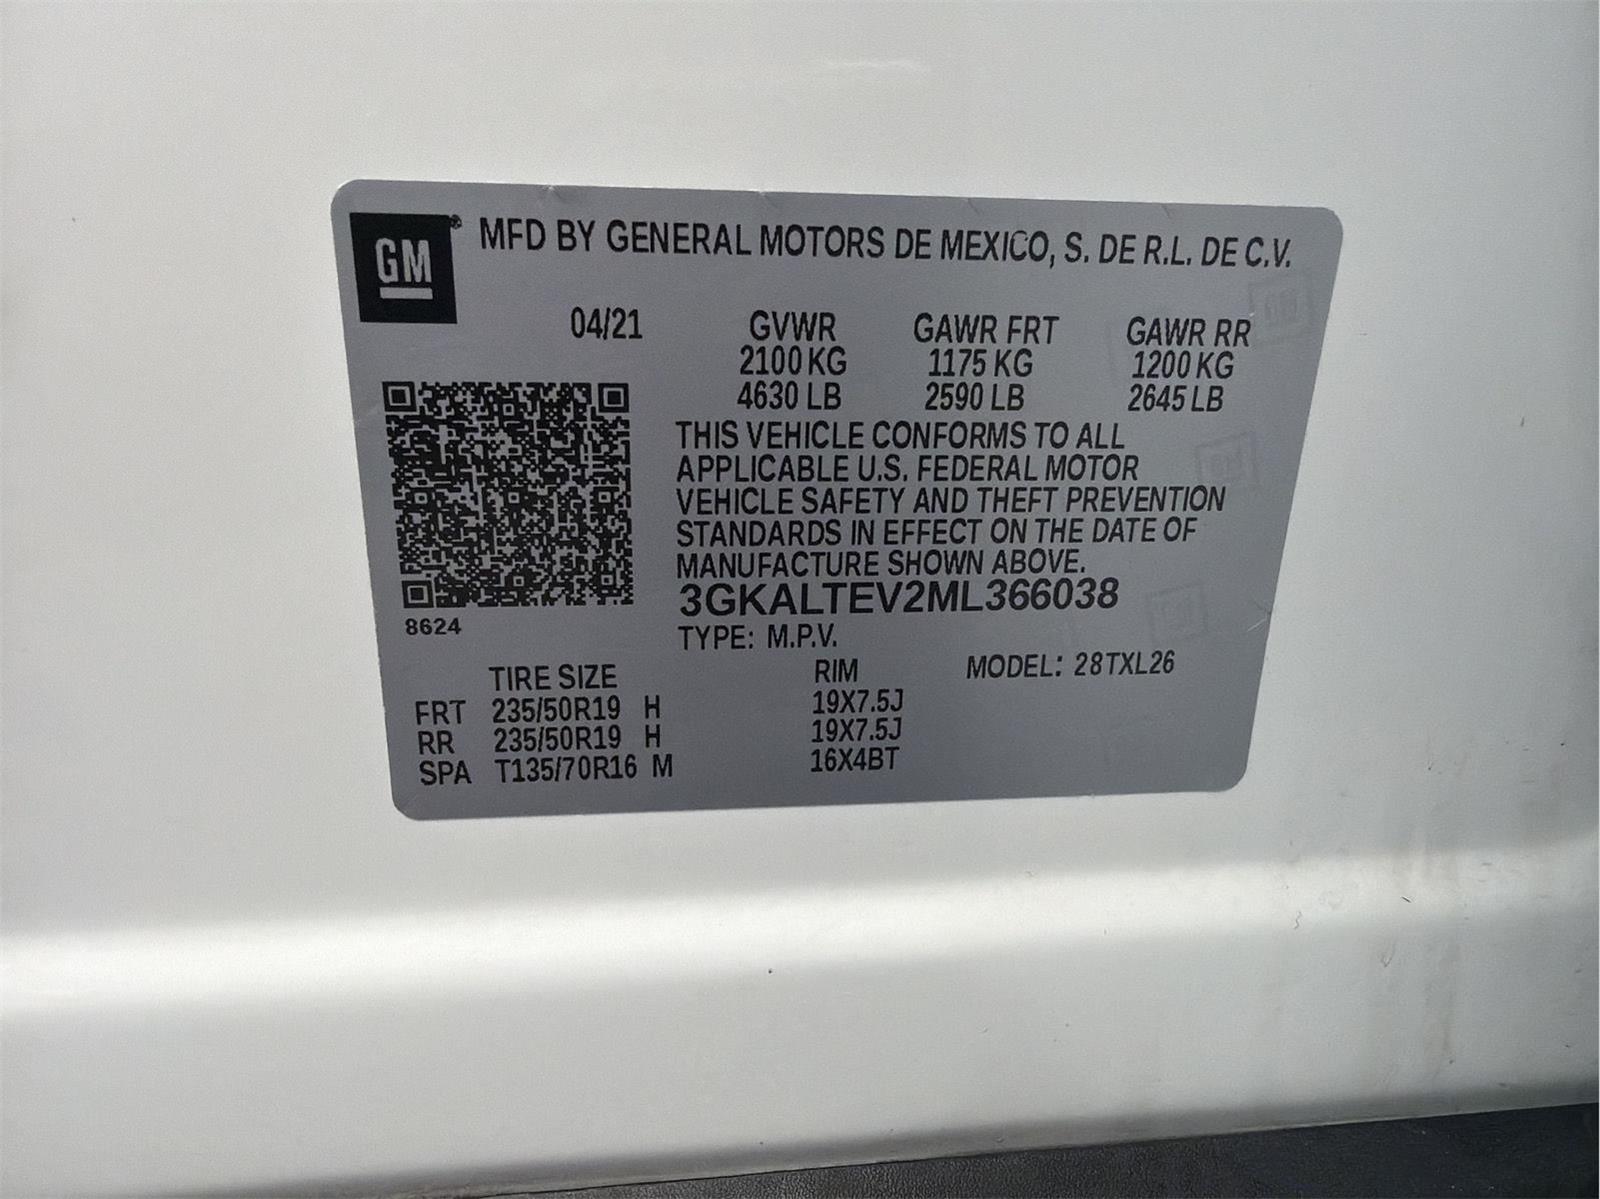 GM® MFD BY GENERAL MOTORS DE MEXICO, S. DE R.L. DE C.V.
04/21 GVWR GAWR FRT GAWR RR
2100 KG 1175 KG 1200 KG
4630 LB 2590 LB 2645 LB
THIS VEHICLE CONFORMS TO ALL
APPLICABLE U.S. FEDERAL MOTOR
VEHICLE SAFETY AND THEFT PREVENTION
STANDARDS IN EFFECT ON THE DATE OF
MANUFACTURE SHOWN ABOVE.
3GKALTEV2ML366038
8624
TYPE: M.P.V.
TIRE SIZE RIM MODEL: 28TXL26
FRT 235/50R19 H 19X7.5J
RR 235/50R19 H 19X7.5J
SPA T135/70R16 M 16X4BT